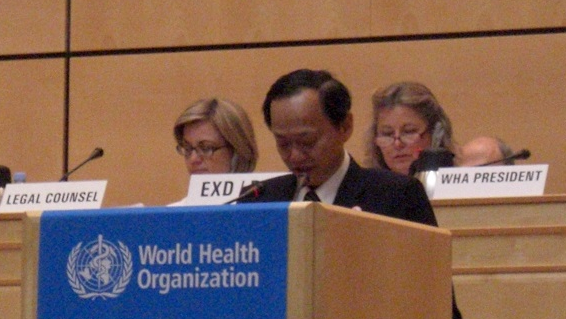 LEGAL COUNSEL
EXD
WHA PRESIDENT
World Health
Organization